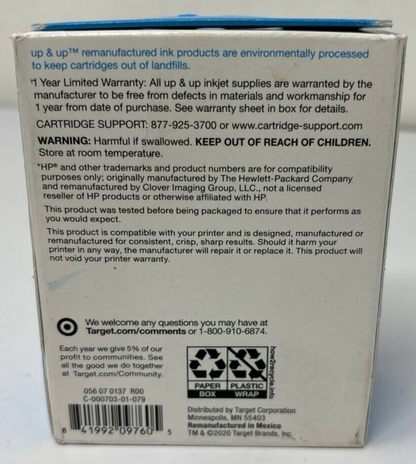 up & up™ remanufactured ink products are environmentally processed
to keep cartridges out of landfills.
†1 Year Limited Warranty: All up & up inkjet supplies are warranted by the
manufacturer to be free from defects in materials and workmanship for
1 year from date of purchase. See warranty sheet in box for details.
CARTRIDGE SUPPORT: 877-925-3700 or www.cartridge-support.com
WARNING: Harmful if swallowed. KEEP OUT OF REACH OF CHILDREN.
Store at room temperature.
*HP® and other trademarks and product numbers are for compatibility
purposes only; originally manufactured by The Hewlett-Packard Company
and remanufactured by Clover Imaging Group, LLC., not a licensed
reseller of HP products or otherwise affiliated with HP.
This product was tested before being packaged to ensure that it performs as
you would expect.
This product is compatible with your printer and is designed, manufactured or
remanufactured for consistent, crisp, sharp results. Should it harm your
printer in any way, the manufacturer will repair it or replace it. This product will
not void your printer warranty.
We welcome any questions you may have at
Target.com/comments or 1-800-910-6874.
Each year we give 5% of our
profit to communities. See
all the good we do together
at Target.com/Community.
PAPER
BOX
PLASTIC
WRAP
how2recycle.info
056 07 0137 R00
C-000703-01-079
8 41992 09760 5
Distributed by Target Corporation
Minneapolis, MN 55403
Remanufactured in Mexico
TM & ©2020 Target Brands, Inc.